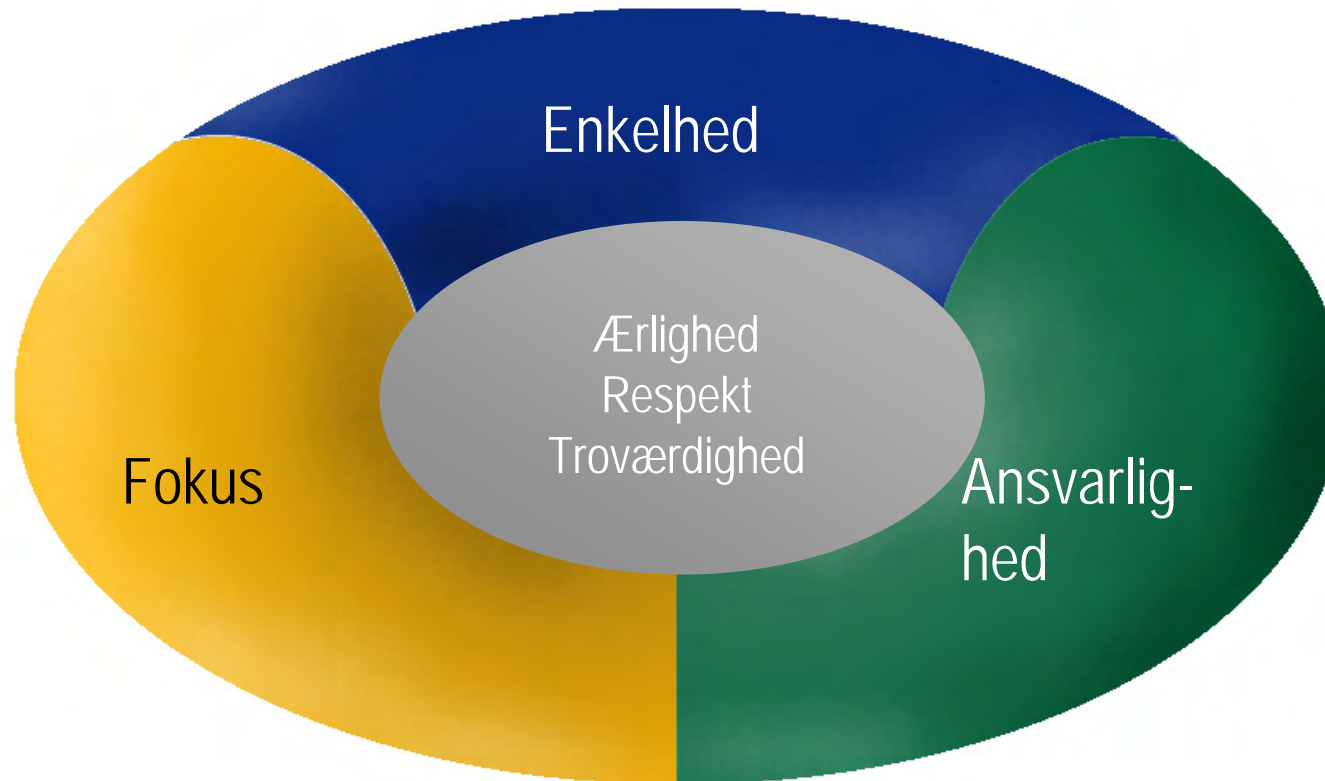 Enkelhed
Ærlighed
Respekt
Troværdighed
Fokus
Ansvarlig-
hed